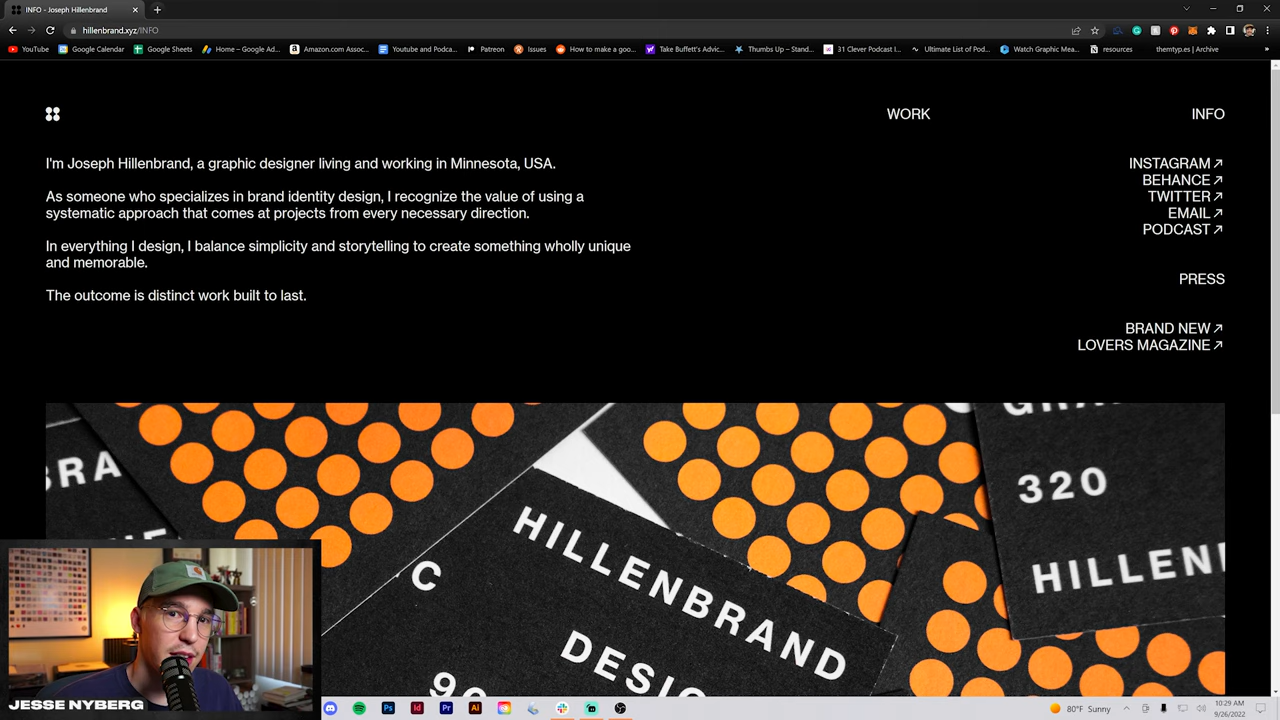 INFO - Joseph Hillenbrand
hillenbrand.xyz/INFO
YouTube
Google Calendar
Google Sheets
Home – Google Ad...
Amazon.com Assoc...
Youtube and Podca...
Patreon
Issues
How to make a goo...
Take Buffett's Advic...
Thumbs Up – Stand...
31 Clever Podcast I...
Ultimate List of Pod...
Watch Graphic Mea...
resources
themtyp.es | Archive
WORK
INFO
I'm Joseph Hillenbrand, a graphic designer living and working in Minnesota, USA.
As someone who specializes in brand identity design, I recognize the value of using a
systematic approach that comes at projects from every necessary direction.
In everything I design, I balance simplicity and storytelling to create something wholly unique
and memorable.
The outcome is distinct work built to last.
INSTAGRAM↗
BEHANCE↗
TWITTER↗
EMAIL↗
PODCAST↗
PRESS
BRAND NEW↗
LOVERS MAGAZINE↗
BRA
C
HILLENBRAND
DESIG
90
320
HILLEN
JESSE NYBERG
Ps
Id
Pr
Ai
80°F Sunny
10:29 AM
9/26/2022